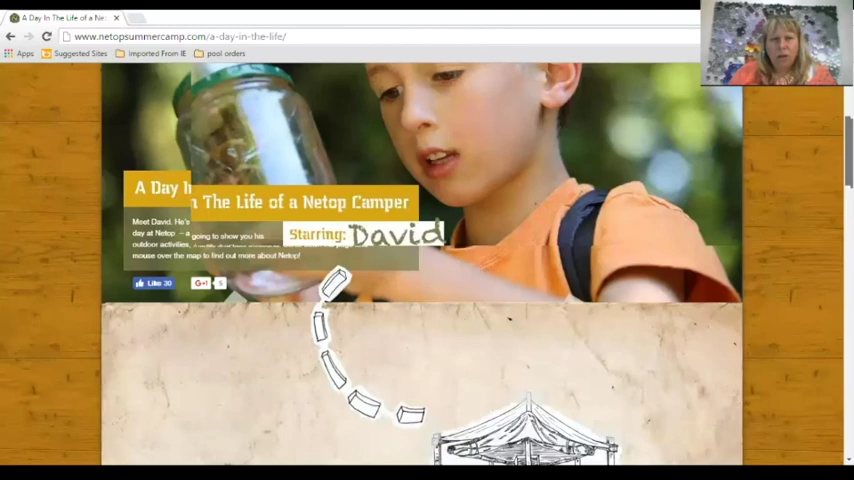 A Day In The Life of a Ne
www.netopsummercamp.com/a-day-in-the-life/
Apps Suggested Sites Imported From IE pool orders
A Day I
n The Life of a Netop Camper
Starring: David
Meet David. He's
going to show you his
day at Netop – a
outdoor activities,
mouse over the map to find out more about Netop!
Like 30 G+1 5